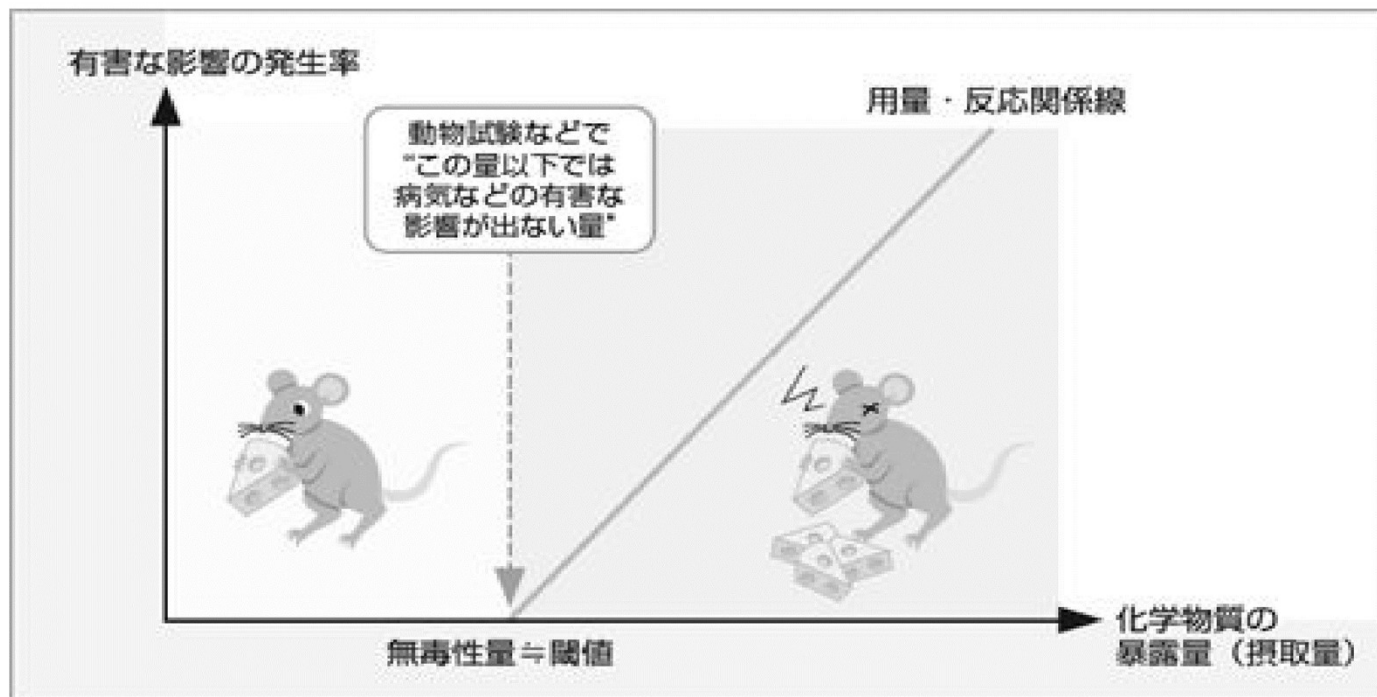 有害な影響の発生率
用量・反応関係線
動物試験などで
"この量以下では
病気などの有害な
影響が出ない量"
無毒性量≒閾値
化学物質の
暴露量（摂取量）